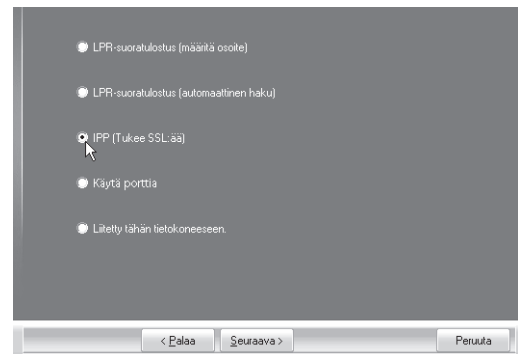 LPR-suoratulostus (määritä osoite)
LPR-suoratulostus (automaattinen haku)
IPP (Tukee SSL:ää)
Käytä porttia
Liitetty tähän tietokoneeseen.
< Palaa Seuraava > Peruuta